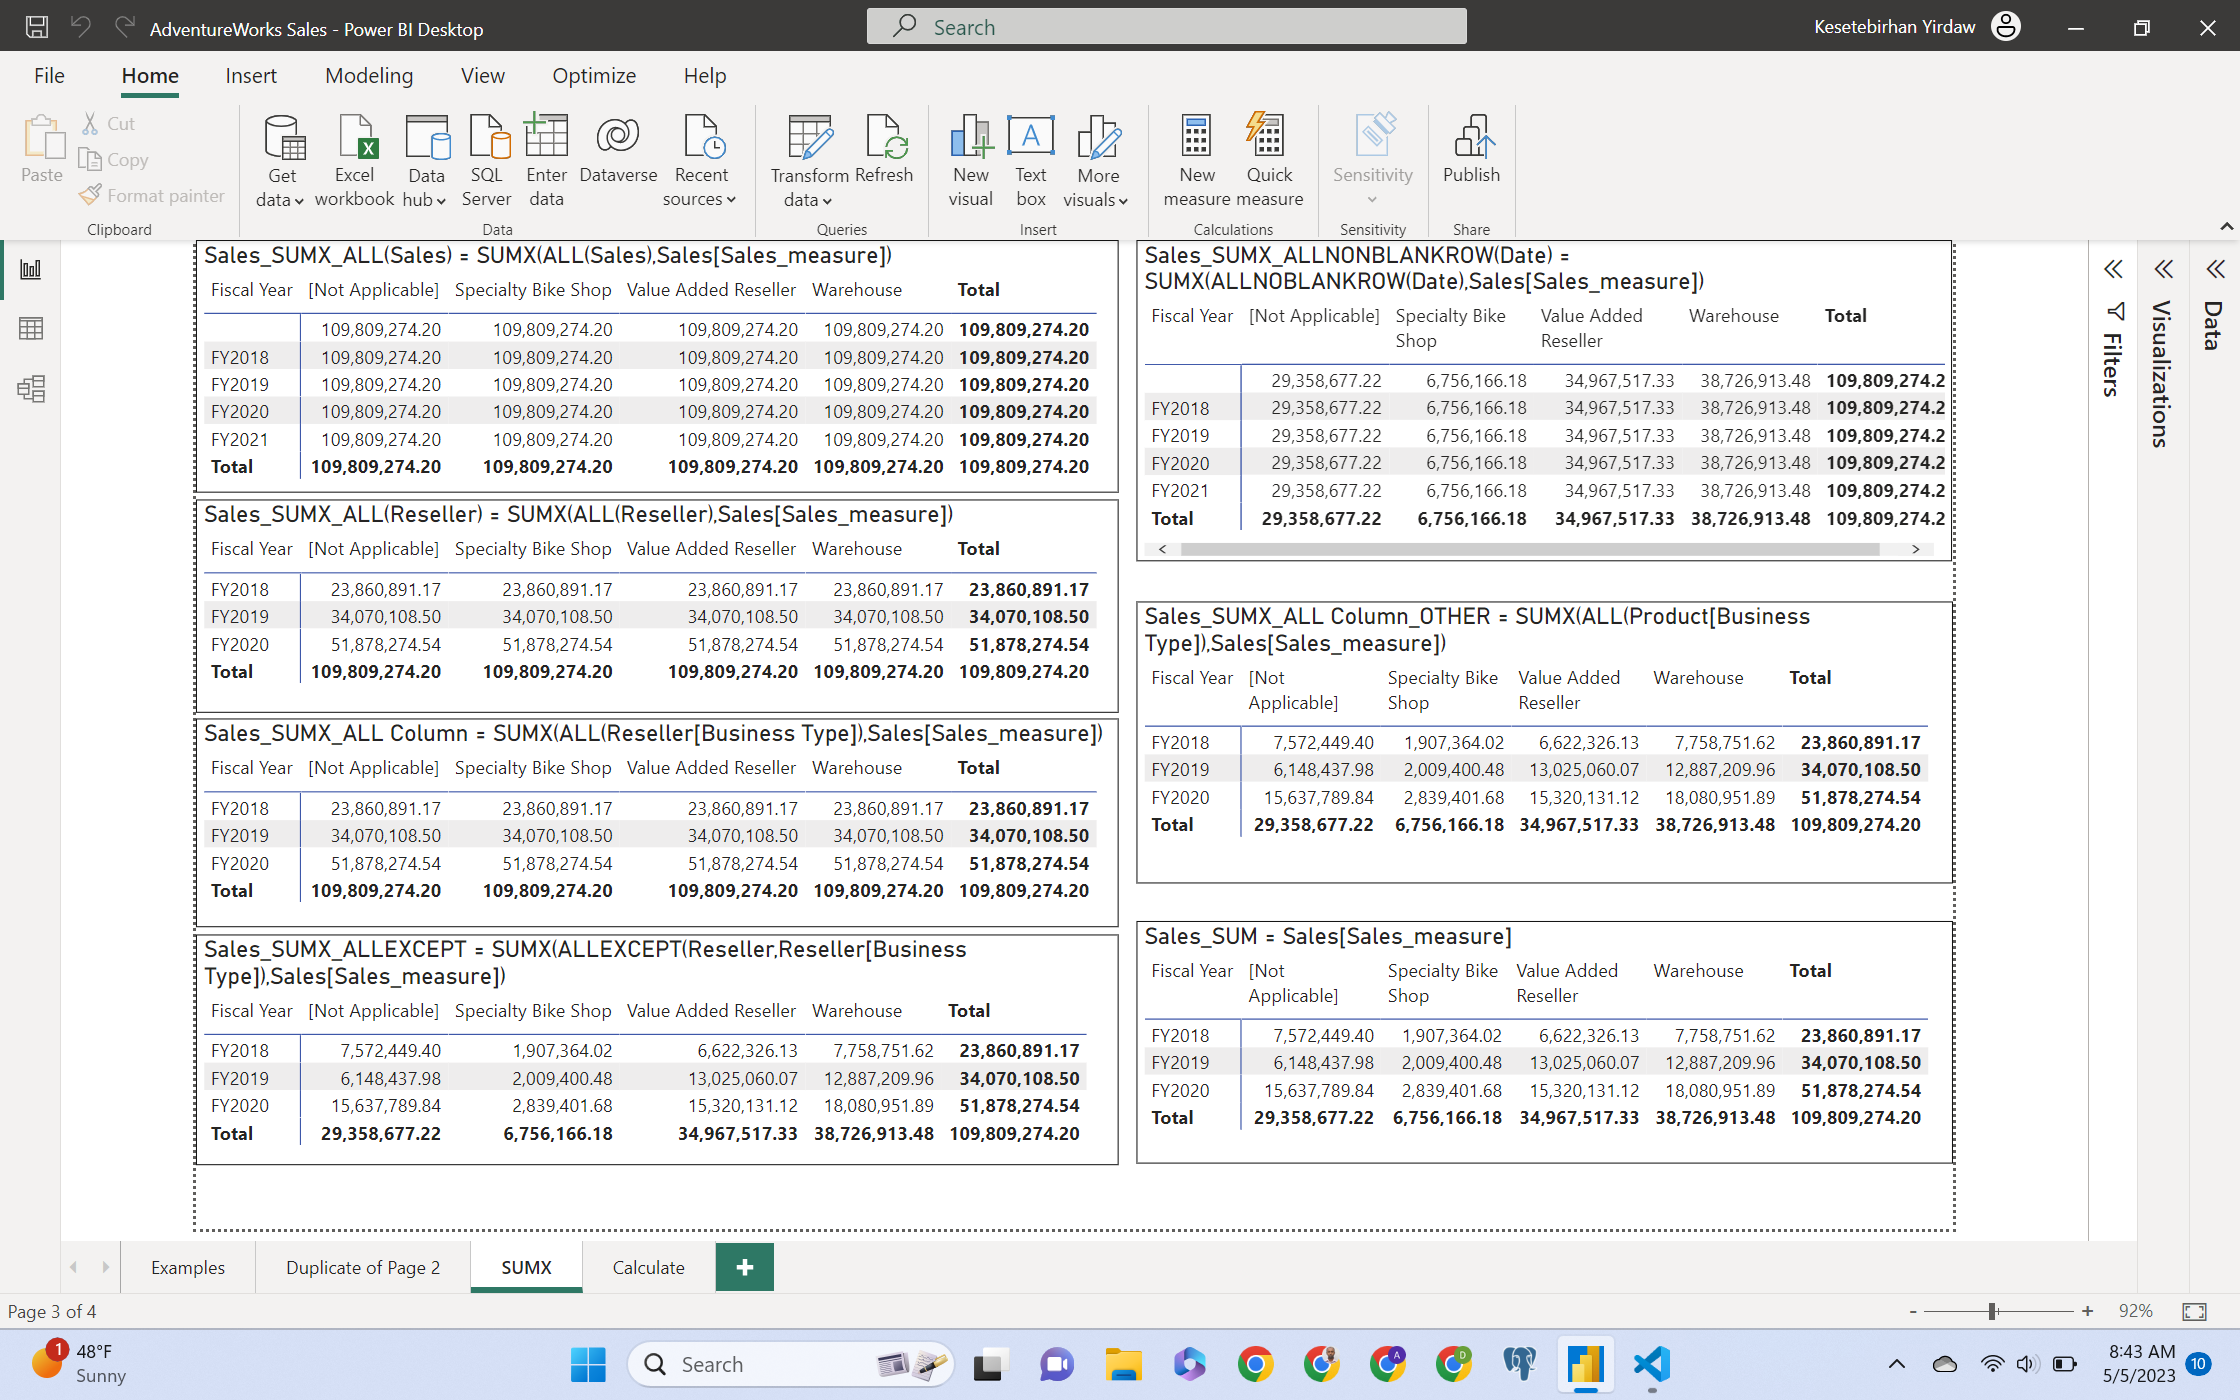 AdventureWorks Sales - Power BI Desktop
Search
Kesetebirhan Yirdaw
File Home Insert Modeling View Optimize Help
Paste
Cut
Copy
Format painter
Clipboard
Get data
Excel workbook
Data hub
SQL Server
Enter data
Dataverse
Recent sources
Data
Transform data
Refresh
Queries
New visual
Text box
More visuals
Insert
New measure
Quick measure
Calculations
Sensitivity
Sensitivity
Publish
Share
Sales_SUMX_ALL(Sales) = SUMX(ALL(Sales),Sales[Sales_measure])
Fiscal Year [Not Applicable] Specialty Bike Shop Value Added Reseller Warehouse Total
109,809,274.20 109,809,274.20 109,809,274.20 109,809,274.20 109,809,274.20
FY2018 109,809,274.20 109,809,274.20 109,809,274.20 109,809,274.20 109,809,274.20
FY2019 109,809,274.20 109,809,274.20 109,809,274.20 109,809,274.20 109,809,274.20
FY2020 109,809,274.20 109,809,274.20 109,809,274.20 109,809,274.20 109,809,274.20
FY2021 109,809,274.20 109,809,274.20 109,809,274.20 109,809,274.20 109,809,274.20
Total 109,809,274.20 109,809,274.20 109,809,274.20 109,809,274.20 109,809,274.20
Sales_SUMX_ALL(Reseller) = SUMX(ALL(Reseller),Sales[Sales_measure])
Fiscal Year [Not Applicable] Specialty Bike Shop Value Added Reseller Warehouse Total
FY2018 23,860,891.17 23,860,891.17 23,860,891.17 23,860,891.17 23,860,891.17
FY2019 34,070,108.50 34,070,108.50 34,070,108.50 34,070,108.50 34,070,108.50
FY2020 51,878,274.54 51,878,274.54 51,878,274.54 51,878,274.54 51,878,274.54
Total 109,809,274.20 109,809,274.20 109,809,274.20 109,809,274.20 109,809,274.20
Sales_SUMX_ALL Column = SUMX(ALL(Reseller[Business Type]),Sales[Sales_measure])
Fiscal Year [Not Applicable] Specialty Bike Shop Value Added Reseller Warehouse Total
FY2018 23,860,891.17 23,860,891.17 23,860,891.17 23,860,891.17 23,860,891.17
FY2019 34,070,108.50 34,070,108.50 34,070,108.50 34,070,108.50 34,070,108.50
FY2020 51,878,274.54 51,878,274.54 51,878,274.54 51,878,274.54 51,878,274.54
Total 109,809,274.20 109,809,274.20 109,809,274.20 109,809,274.20 109,809,274.20
Sales_SUMX_ALLEXCEPT = SUMX(ALLEXCEPT(Reseller,Reseller[Business
Type]),Sales[Sales_measure])
Fiscal Year [Not Applicable] Specialty Bike Shop Value Added Reseller Warehouse Total
FY2018 7,572,449.40 1,907,364.02 6,622,326.13 7,758,751.62 23,860,891.17
FY2019 6,148,437.98 2,009,400.48 13,025,060.07 12,887,209.96 34,070,108.50
FY2020 15,637,789.84 2,839,401.68 15,320,131.12 18,080,951.89 51,878,274.54
Total 29,358,677.22 6,756,166.18 34,967,517.33 38,726,913.48 109,809,274.20
Sales_SUMX_ALLNONBLANKROW(Date) =
SUMX(ALLNOBLANKROW(Date),Sales[Sales_measure])
Fiscal Year [Not Applicable] Specialty Bike Value Added Warehouse Total
Shop Reseller
29,358,677.22 6,756,166.18 34,967,517.33 38,726,913.48 109,809,274.2
FY2018 29,358,677.22 6,756,166.18 34,967,517.33 38,726,913.48 109,809,274.2
FY2019 29,358,677.22 6,756,166.18 34,967,517.33 38,726,913.48 109,809,274.2
FY2020 29,358,677.22 6,756,166.18 34,967,517.33 38,726,913.48 109,809,274.2
FY2021 29,358,677.22 6,756,166.18 34,967,517.33 38,726,913.48 109,809,274.2
Total 29,358,677.22 6,756,166.18 34,967,517.33 38,726,913.48 109,809,274.2
Sales_SUMX_ALL Column_OTHER = SUMX(ALL(Product[Business
Type]),Sales[Sales_measure])
Fiscal Year [Not Specialty Bike Value Added Warehouse Total
Applicable] Shop Reseller
FY2018 7,572,449.40 1,907,364.02 6,622,326.13 7,758,751.62 23,860,891.17
FY2019 6,148,437.98 2,009,400.48 13,025,060.07 12,887,209.96 34,070,108.50
FY2020 15,637,789.84 2,839,401.68 15,320,131.12 18,080,951.89 51,878,274.54
Total 29,358,677.22 6,756,166.18 34,967,517.33 38,726,913.48 109,809,274.20
Sales_SUM = Sales[Sales_measure]
Fiscal Year [Not Specialty Bike Value Added Warehouse Total
Applicable] Shop Reseller
FY2018 7,572,449.40 1,907,364.02 6,622,326.13 7,758,751.62 23,860,891.17
FY2019 6,148,437.98 2,009,400.48 13,025,060.07 12,887,209.96 34,070,108.50
FY2020 15,637,789.84 2,839,401.68 15,320,131.12 18,080,951.89 51,878,274.54
Total 29,358,677.22 6,756,166.18 34,967,517.33 38,726,913.48 109,809,274.20
Filters
Visualizations
Data
Examples Duplicate of Page 2 SUMX Calculate +
Page 3 of 4
- + 92%
1
48°F
Sunny
Search
A
D
8:43 AM
5/5/2023
10